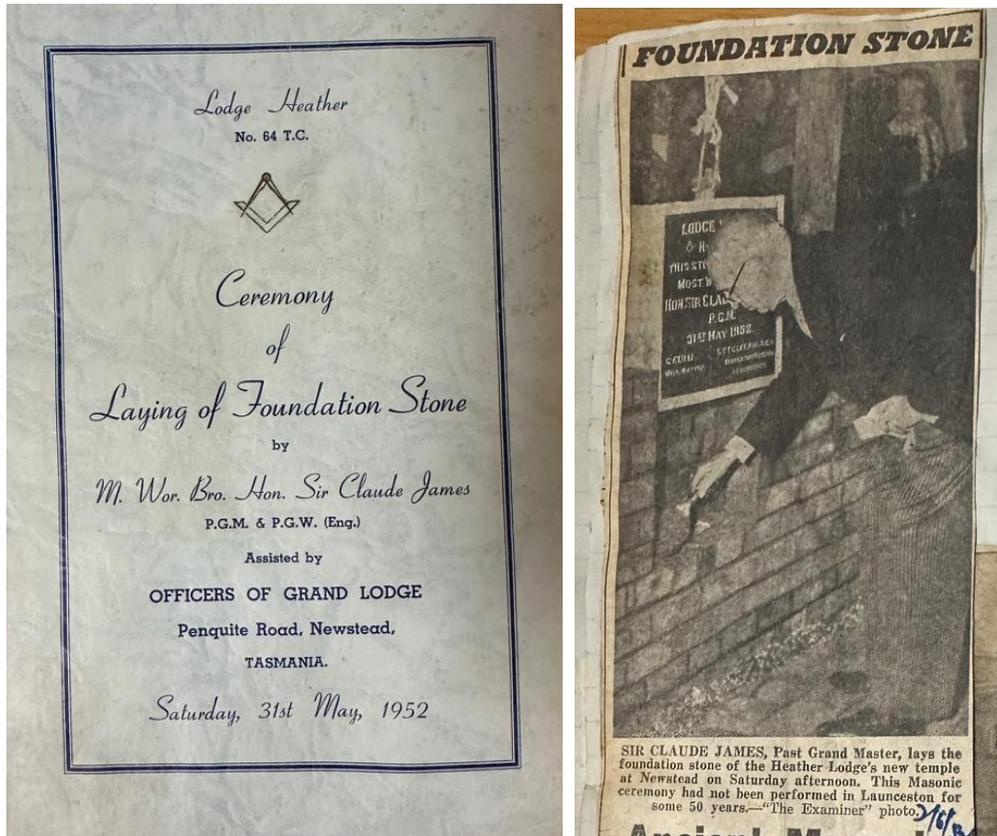 Lodge Heather
No. 64 T.C.
Ceremony
of
Laying of Foundation Stone
by
M. Wor. Bro. Hon. Sir Claude James
P.G.M. & P.G.W. (Eng.)
Assisted by
OFFICERS OF GRAND LODGE
Penquite Road, Newstead,
TASMANIA.
Saturday, 31st May, 1952
FOUNDATION STONE
LODGE
THIS
MOST
HON. SIR
P.G.M.
31ST MAY 1952.
SIR CLAUDE JAMES, Past Grand Master, lays the
foundation stone of the Heather Lodge's new temple
at Newstead on Saturday afternoon. This Masonic
ceremony had not been performed in Launceston for
some 50 years.—"The Examiner" photo.